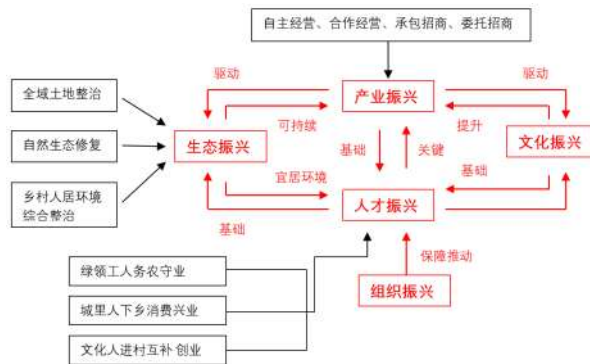 自主经营、合作经营、承包招商、委托招商
驱动
驱动
全域土地整治
产业振兴
可持续
提升
自然生态修复
生态振兴
基础
关键
文化振兴
宜居环境
基础
乡村人居环境
综合整治
人才振兴
基础
保障推动
绿领工人务农守业
组织振兴
城里人下乡消费兴业
文化人进村互补创业